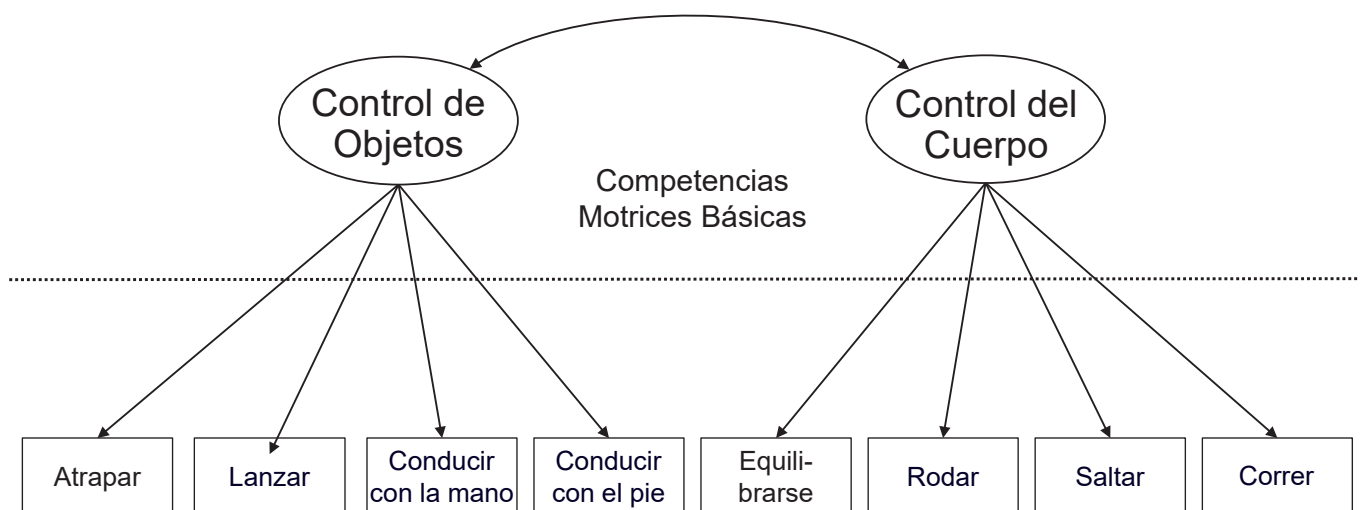 Control de
Objetos
Control del
Cuerpo
Competencias
Motrices Básicas
Atrapar
Lanzar
Conducir
con la mano
Conducir
con el pie
Equili-
brarse
Rodar
Saltar
Correr